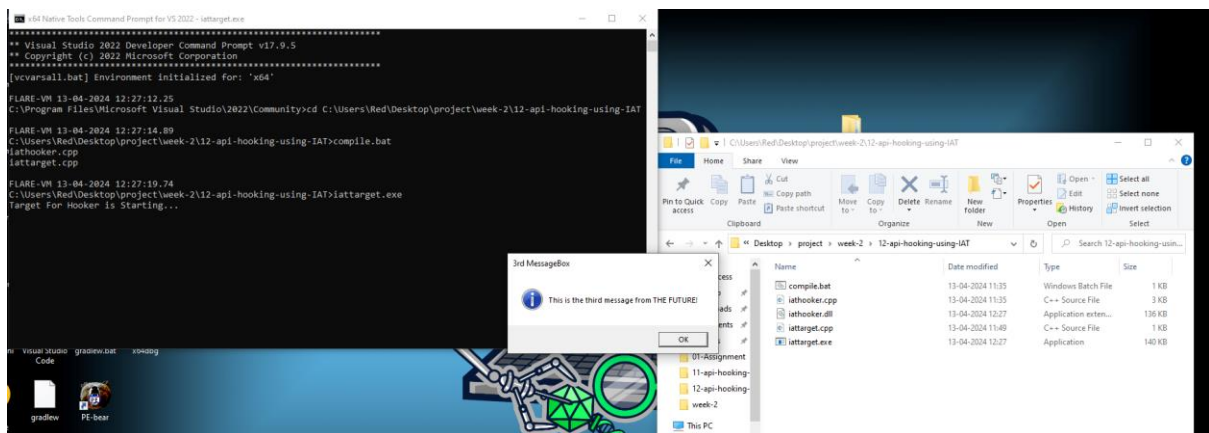 x64 Native Tools Command Prompt for VS 2022 - iattarget.exe
**********************************************************************
** Visual Studio 2022 Developer Command Prompt v17.9.5
** Copyright (c) 2022 Microsoft Corporation
**********************************************************************
[vcvarsall.bat] Environment initialized for: 'x64'
FLARE-VM 13-04-2024 12:27:12.25
C:\Program Files\Microsoft Visual Studio\2022\Community>cd C:\Users\Red\Desktop\project\week-2\12-api-hooking-using-IAT
FLARE-VM 13-04-2024 12:27:14.89
C:\Users\Red\Desktop\project\week-2\12-api-hooking-using-IAT>compile.bat
iathooker.cpp
iattarget.cpp
FLARE-VM 13-04-2024 12:27:19.74
C:\Users\Red\Desktop\project\week-2\12-api-hooking-using-IAT>iattarget.exe
Target For Hooker is Starting...
3rd MessageBox
This is the third message from THE FUTURE!
OK
Visual Studio Code
gradlew.bat
x64dbg
gradlew
PE-bear
C:\Users\Red\Desktop\project\week-2\12-api-hooking-using-IAT
File Home Share View
Pin to Quick access
Copy
Paste
Cut
Copy path
Paste shortcut
Move to
Copy to
Delete
Rename
New folder
Properties
Open
Edit
History
Select all
Select none
Invert selection
Clipboard Organize New Open Select
« Desktop > project > week-2 > 12-api-hooking-using-IAT
Search 12-api-hooking-usin...
Name Date modified Type Size
compile.bat 13-04-2024 11:35 Windows Batch File 1 KB
iathooker.cpp 13-04-2024 11:35 C++ Source File 3 KB
iathooker.dll 13-04-2024 12:27 Application exten... 136 KB
iattarget.cpp 13-04-2024 11:49 C++ Source File 1 KB
iattarget.exe 13-04-2024 12:27 Application 140 KB
01-Assignment
11-api-hooking-
12-api-hooking-
week-2
This PC